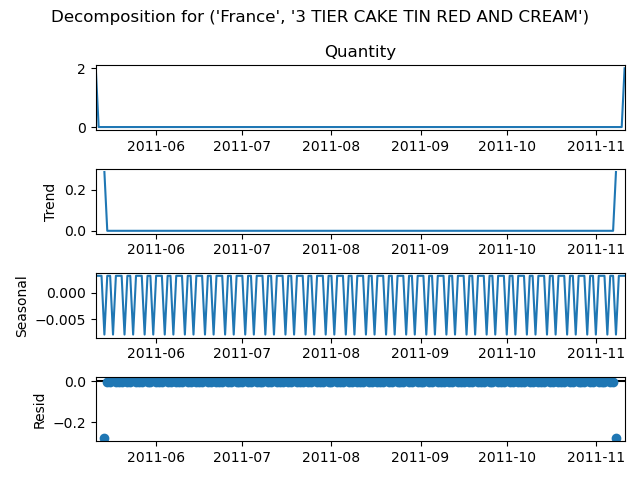 Decomposition for ('France', '3 TIER CAKE TIN RED AND CREAM')
Quantity
2
0
2011-06 2011-07 2011-08 2011-09 2011-10 2011-11
Trend
0.2
0.0
2011-06 2011-07 2011-08 2011-09 2011-10 2011-11
Seasonal
0.000
−0.005
2011-06 2011-07 2011-08 2011-09 2011-10 2011-11
Resid
0.0
−0.2
2011-06 2011-07 2011-08 2011-09 2011-10 2011-11